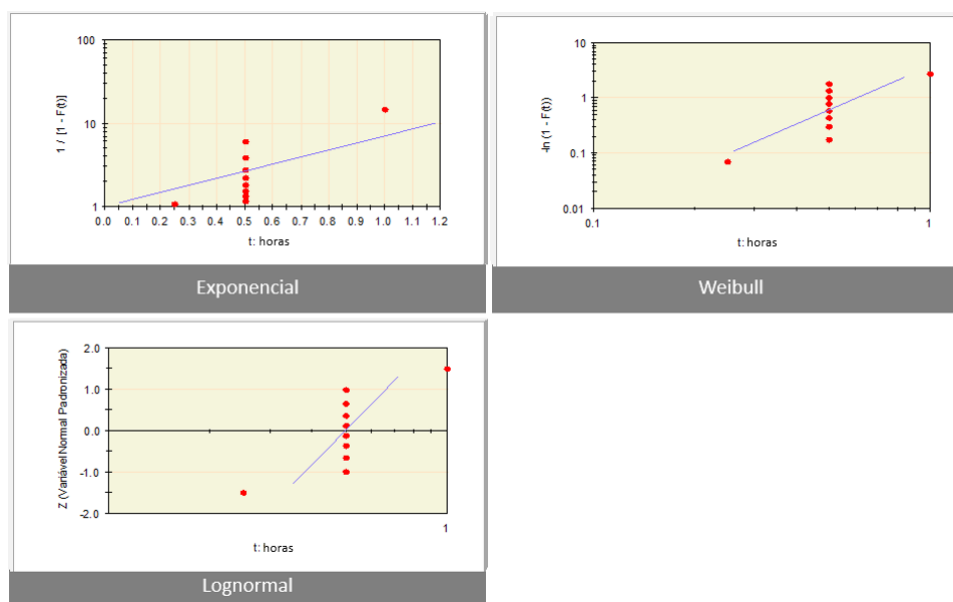 1 / [1 - F(t)]
100
10
1
0.0 0.1 0.2 0.3 0.4 0.5 0.6 0.7 0.8 0.9 1.0 1.1 1.2
t: horas
Exponencial
-ln (1 - F(t))
10
1
0.1
0.01
0.1 1
t: horas
Weibull
Z (Variável Normal Padronizada)
2.0
1.0
0.0
-1.0
-2.0
1
t: horas
Lognormal